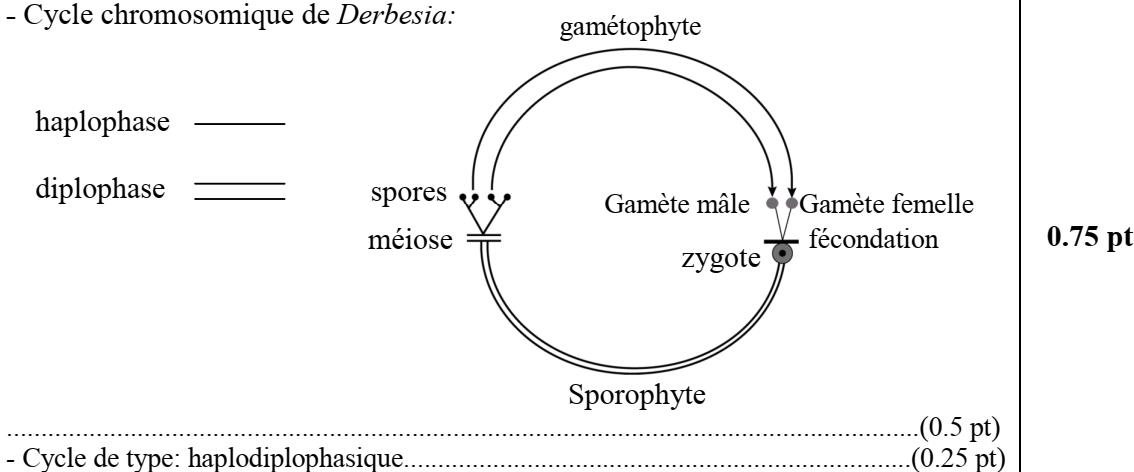 - Cycle chromosomique de Derbesia:
gamétophyte
haplophase
diplophase
spores
Gamète mâle
Gamète femelle
méiose
fécondation
zygote
0.75 pt
Sporophyte
..........(0.5 pt)
- Cycle de type: haplodiplophasique..........(0.25 pt)